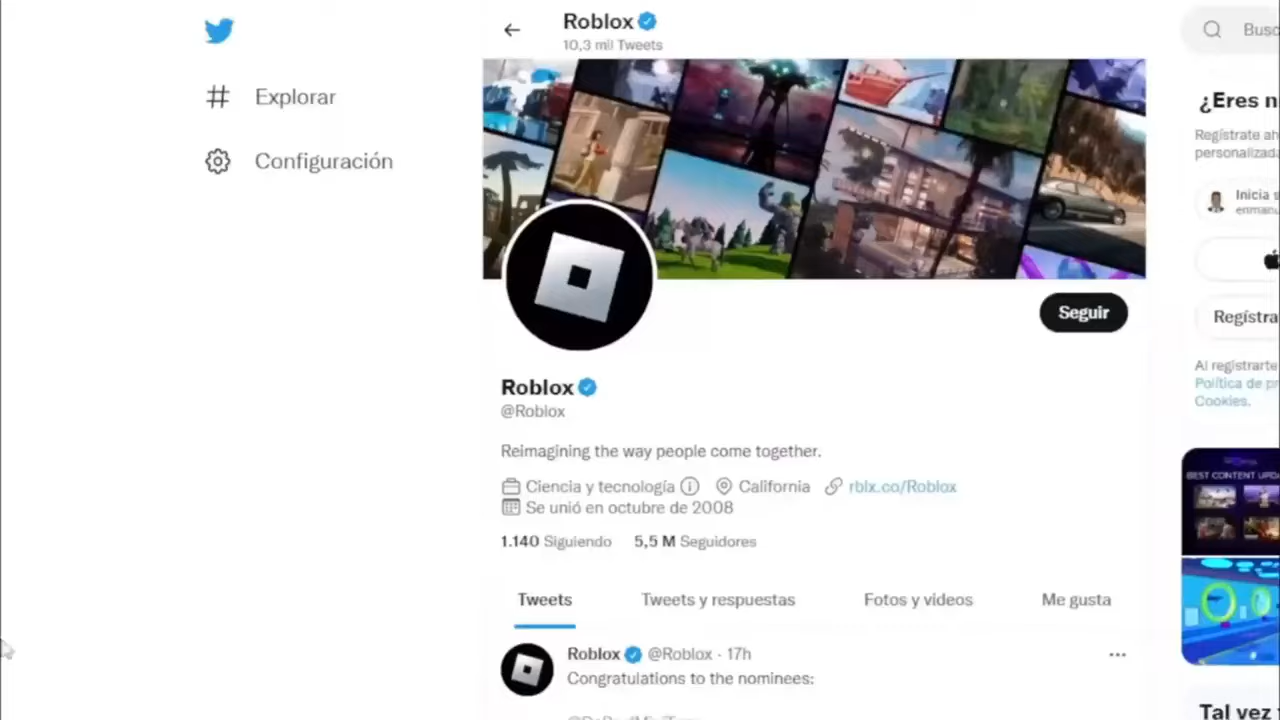 Roblox
10,3 mil Tweets
Explorar
Configuración
Seguir
Roblox
@Roblox
Reimagining the way people come together.
Ciencia y tecnología California rblx.co/Roblox
Se unió en octubre de 2008
1.140 Siguiendo 5,5 M Seguidores
Tweets Tweets y respuestas Fotos y videos Me gusta
Roblox @Roblox · 17h
Congratulations to the nominees:
Busc
¿Eres n
Regístrate ah
personalizada
Inicia s
Regístra
Al registrarte
Política de pr
Cookies.
BEST CONTENT UPD
Tal vez t